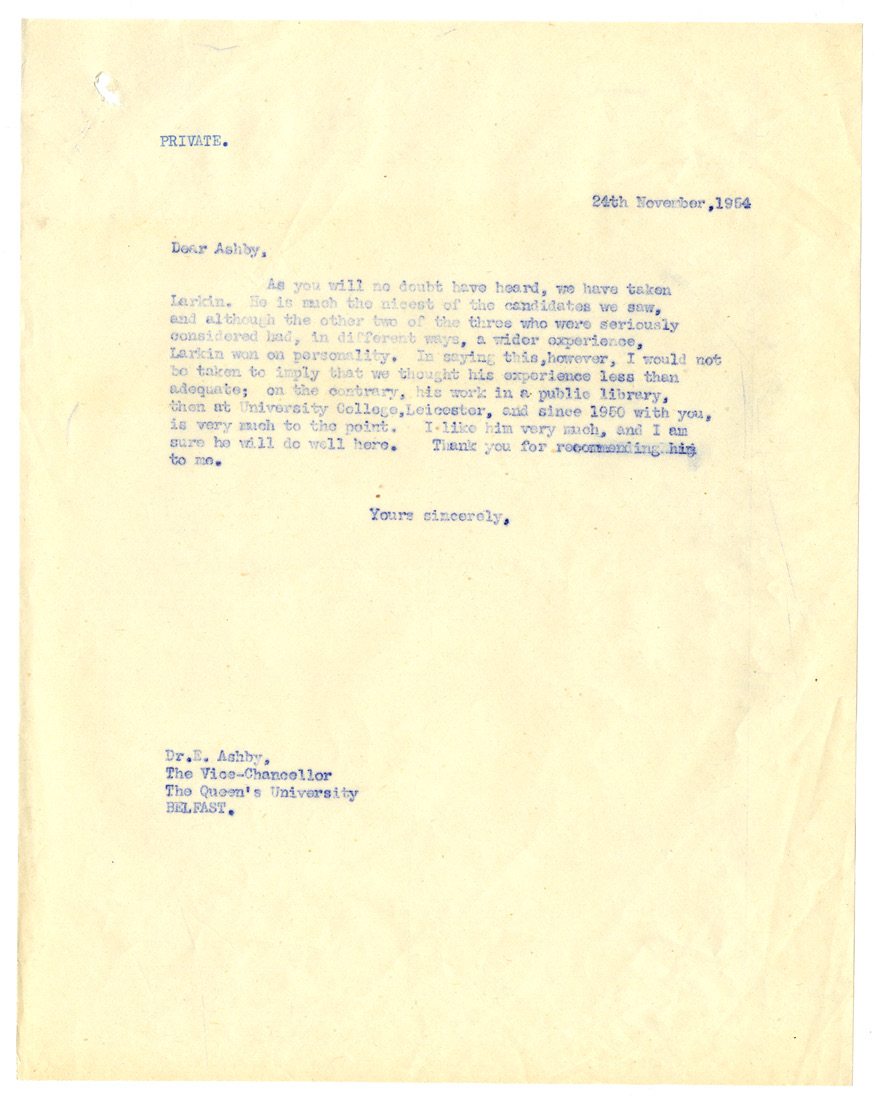 PRIVATE.
24th November,1954
Dear Ashby,
As you will no doubt have heard, we have taken
Larkin. He is much the nicest of the candidates we saw,
and although the other two of the three who were seriously
considered had, in different ways, a wider experience,
Larkin won on personality. In saying this,however, I would not
be taken to imply that we thought his experience less than
adequate; on the contrary, his work in a public library,
then at University College,Leicester, and since 1950 with you,
is very much to the point. I like him very much, and I am
sure he will do well here. Thank you for recommending him
to me.
Yours sincerely,
Dr.E. Ashby,
The Vice-Chancellor
The Queen's University
BELFAST.